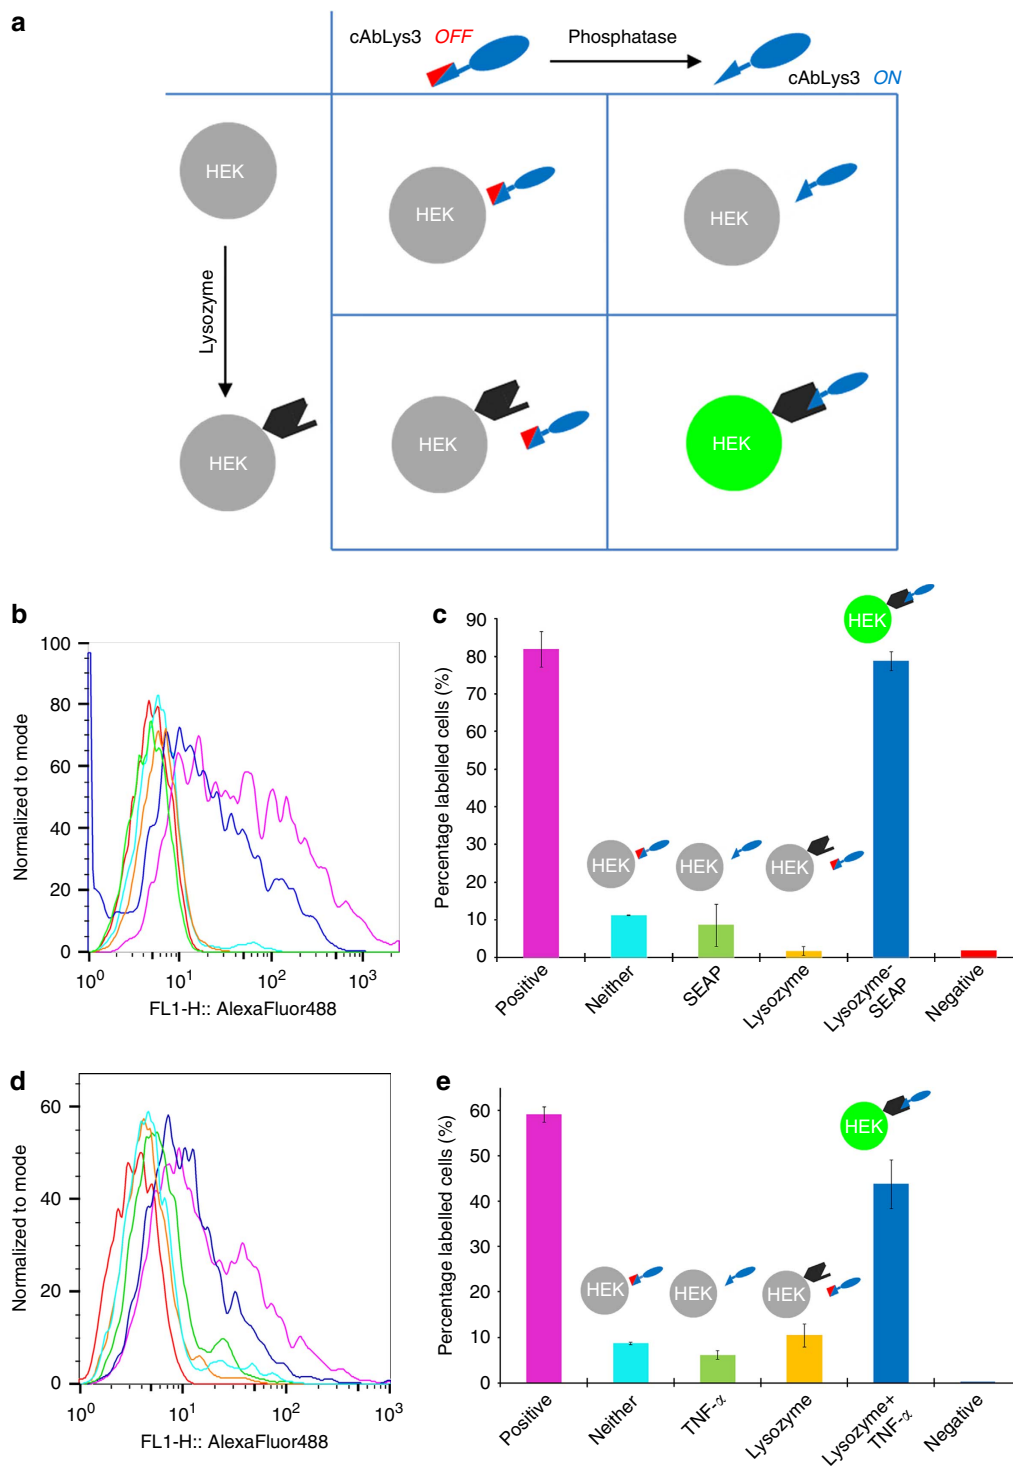 a
cAbLys3 OFF
Phosphatase
cAbLys3 ON
HEK
HEK
HEK
Lysozyme
HEK
HEK
HEK
b
100
80
60
40
20
0
Normalized to mode
10^0
10^1
10^2
10^3
FL1-H:: AlexaFluor488
c
90
80
70
60
50
40
30
20
10
0
Percentage labelled cells (%)
HEK
HEK
HEK
HEK
Positive
Neither
SEAP
Lysozyme
Lysozyme-
SEAP
Negative
d
60
40
20
0
Normalized to mode
10^0
10^1
10^2
10^3
FL1-H:: AlexaFluor488
e
60
50
40
30
20
10
0
Percentage labelled cells (%)
HEK
HEK
HEK
HEK
Positive
Neither
TNF-α
Lysozyme
Lysozyme+
TNF-α
Negative